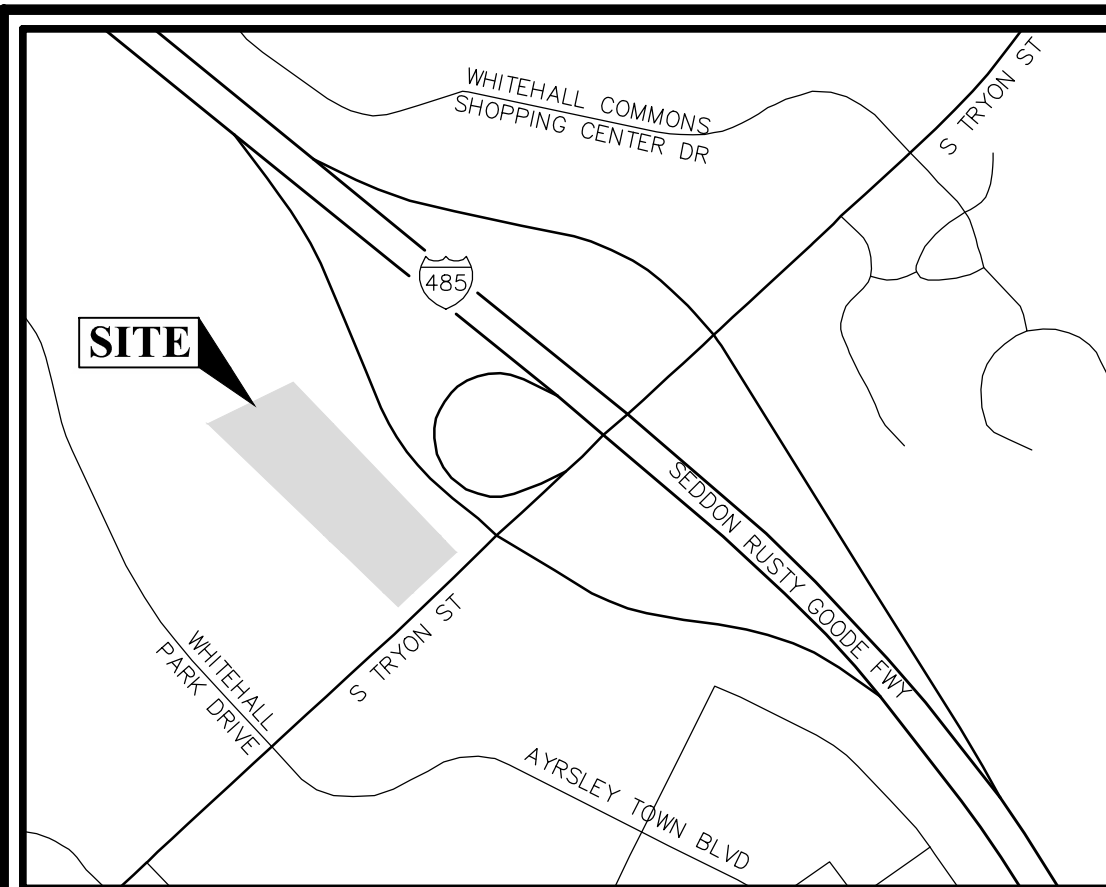 WHITEHALL COMMONS
SHOPPING CENTER DR
S TRYON ST
485
SITE
SEDDON RUSTY GOODE FWY
WHITEHALL
PARK DRIVE
S TRYON ST
AYRSLEY TOWN BLVD